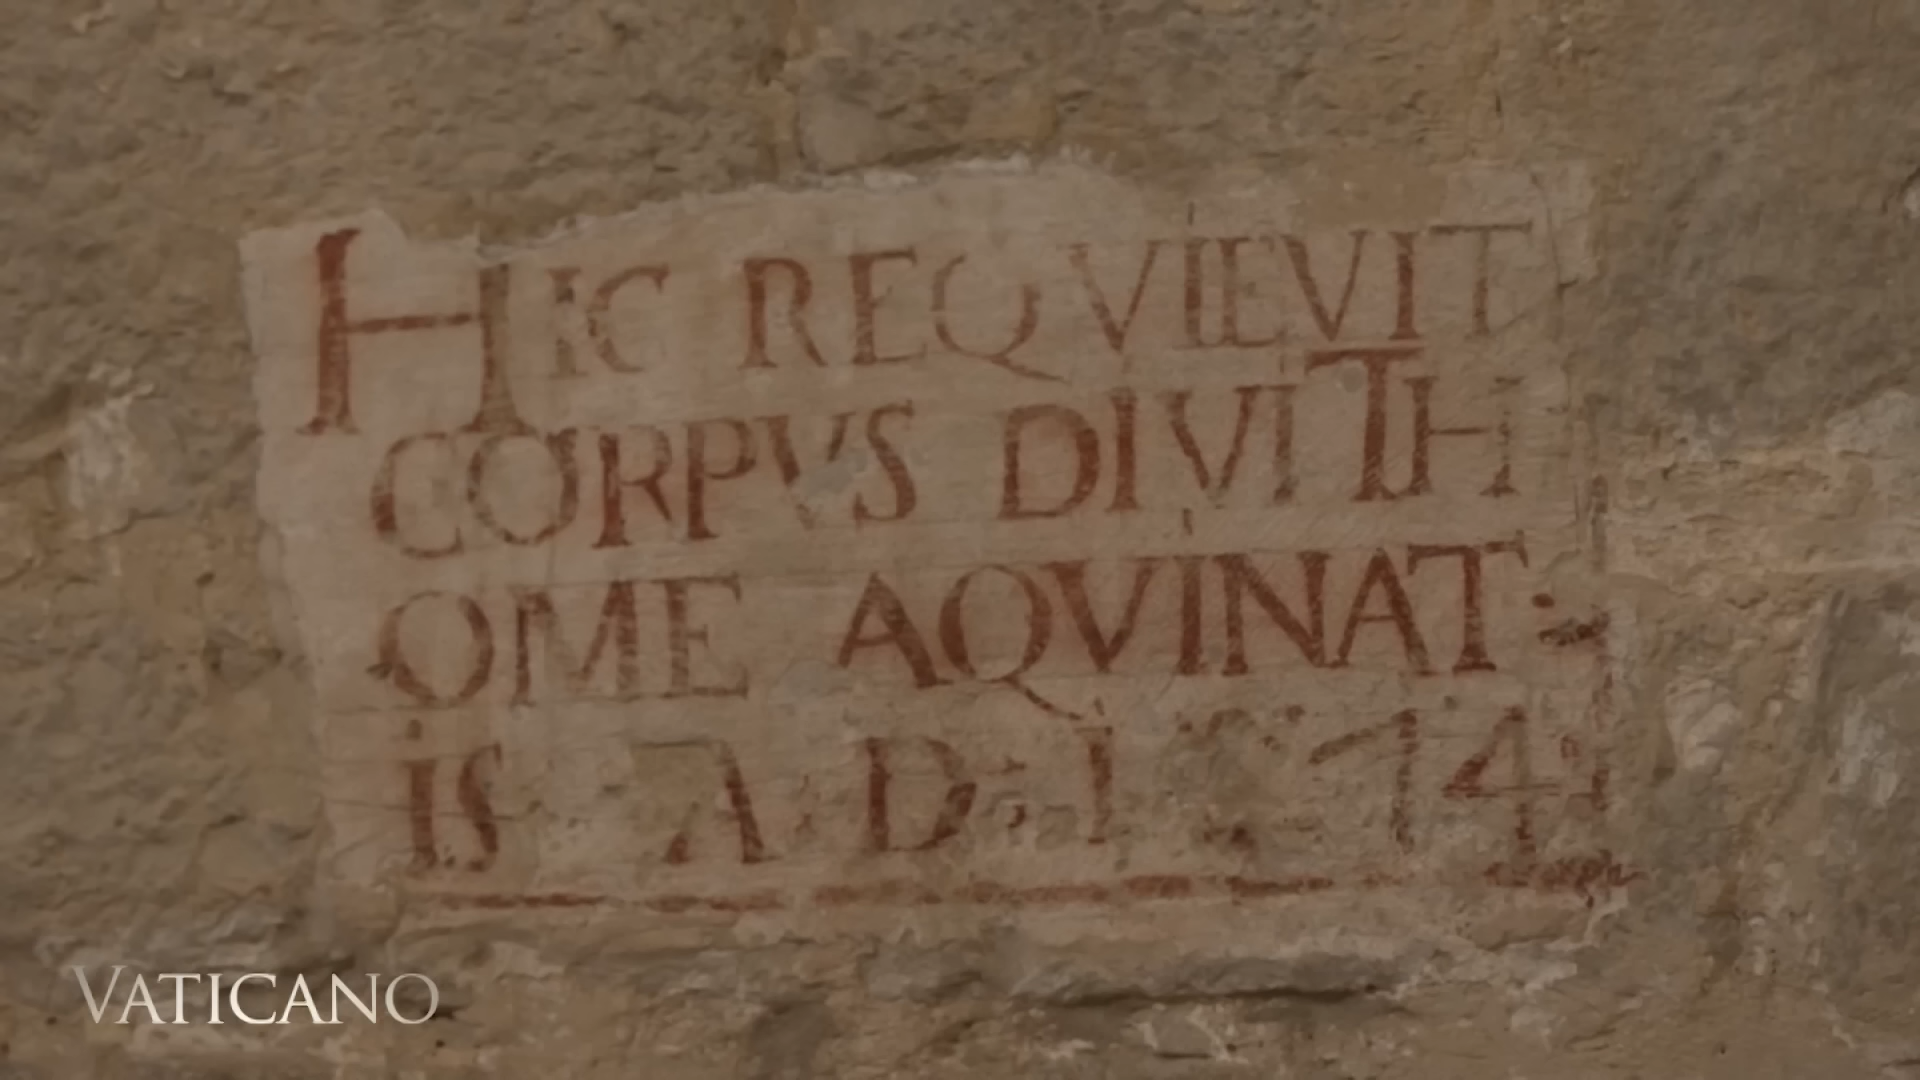 HIC REQVIEVIT
CORPVS DIVI TH
OME AQVINAT
IS A D
VATICANO